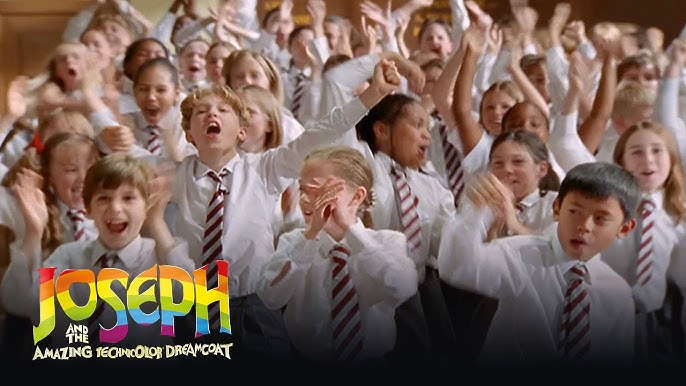 JOSEPH
AND THE
AMAZING TECHNICOLOR DREAMCOAT